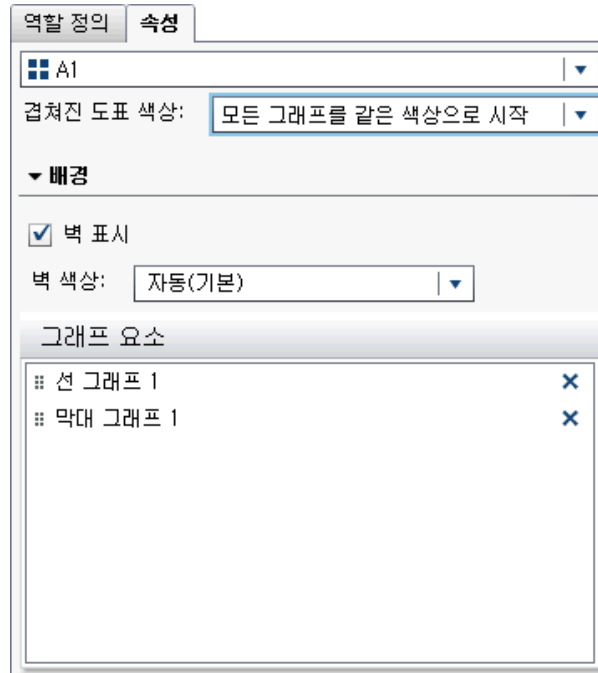 역할 정의 속성
A1
겹쳐진 도표 색상: 모든 그래프를 같은 색상으로 시작
배경
벽 표시
벽 색상: 자동(기본)
그래프 요소
선 그래프 1
막대 그래프 1